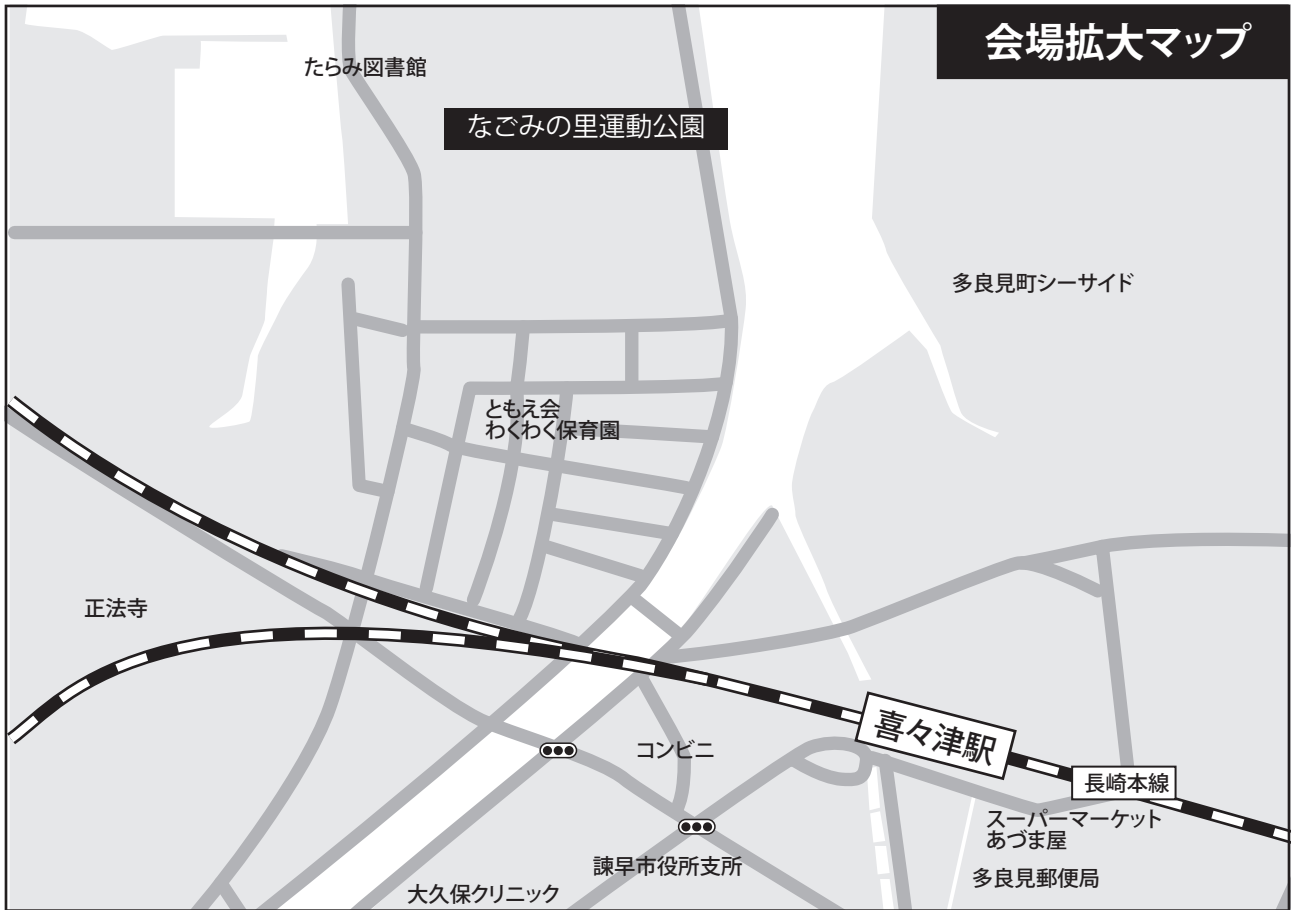 会場拡大マップ
たらみ図書館
なごみの里運動公園
多良見町シーサイド
ともえ会
わくわく保育園
正法寺
喜々津駅
コンビニ
長崎本線
スーパーマーケット
あづま屋
諫早市役所支所
多良見郵便局
大久保クリニック